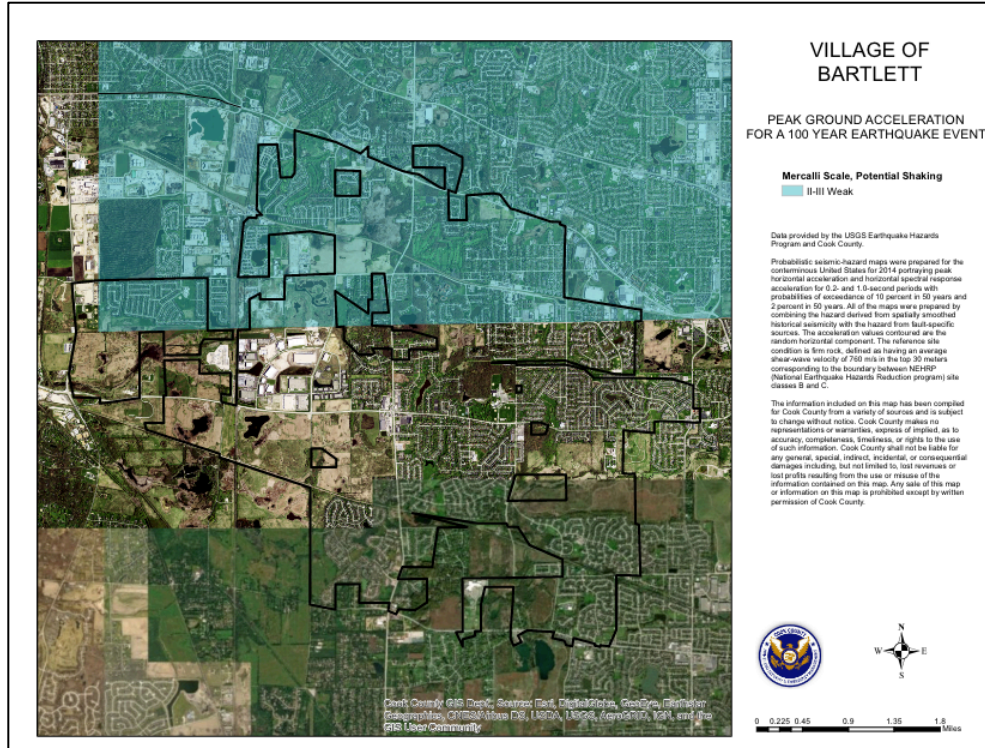 VILLAGE OF
BARTLETT
PEAK GROUND ACCELERATION
FOR A 100 YEAR EARTHQUAKE EVENT
Mercalli Scale, Potential Shaking
II-III Weak
Data provided by the USGS Earthquake Hazards
Program and Cook County.
Probabilistic seismic-hazard maps were prepared for the
conterminous United States for 2014 portraying peak
horizontal acceleration and horizontal spectral response
acceleration for 0.2- and 1.0-second periods with
probabilities of exceedance of 10 percent in 50 years and
2 percent in 50 years. All of the maps were prepared by
combining the hazard derived from spatially smoothed
historical seismicity with the hazard from fault-specific
sources. The acceleration values contoured are the
random horizontal component. The reference site
condition is firm rock, defined as having an average
shear-wave velocity of 760 m/s in the top 30 meters
corresponding to the boundary between NEHRP
(National Earthquake Hazards Reduction program) site
classes B and C.
The information included on this map has been compiled
for Cook County from a variety of sources and is subject
to change without notice. Cook County makes no
representations or warranties, express of implied, as to
accuracy, completeness, timeliness, or rights to the use
of such information. Cook County shall not be liable for
any general, special, indirect, incidental, or consequential
damages including, but not limited to, lost revenues or
lost profits resulting from the use or misuse of the
information contained on this map. Any sale of this map
or information on this map is prohibited except by written
permission of Cook County.
COOK COUNTY
N
W E
S
0 0.225 0.45 0.9 1.35 1.8
Miles
Cook County GIS Dept, Source: Esri, DigitalGlobe, GeoEye, Earthstar
Geographics, CNES/Airbus DS, USDA, USGS, AeroGRID, IGN, and the
GIS User Community